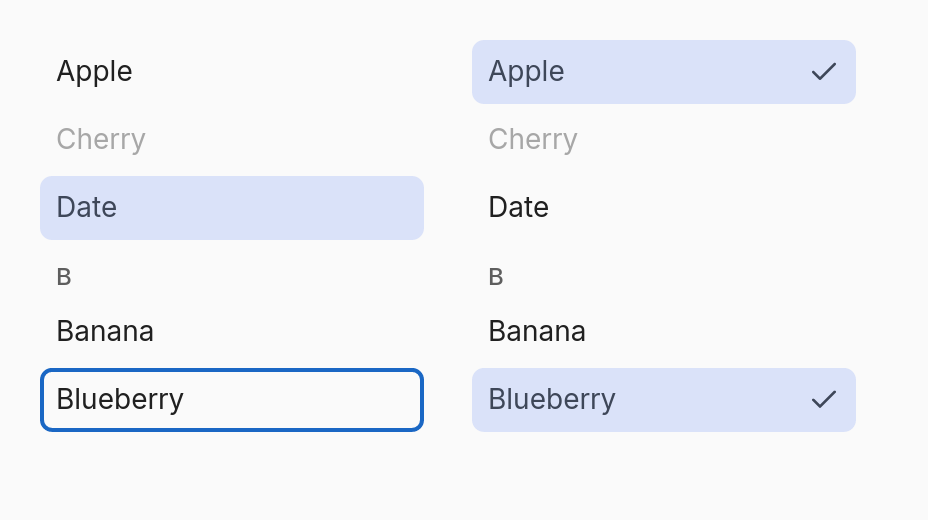 Apple
Cherry
Date
B
Banana
Blueberry
Apple
Cherry
Date
B
Banana
Blueberry